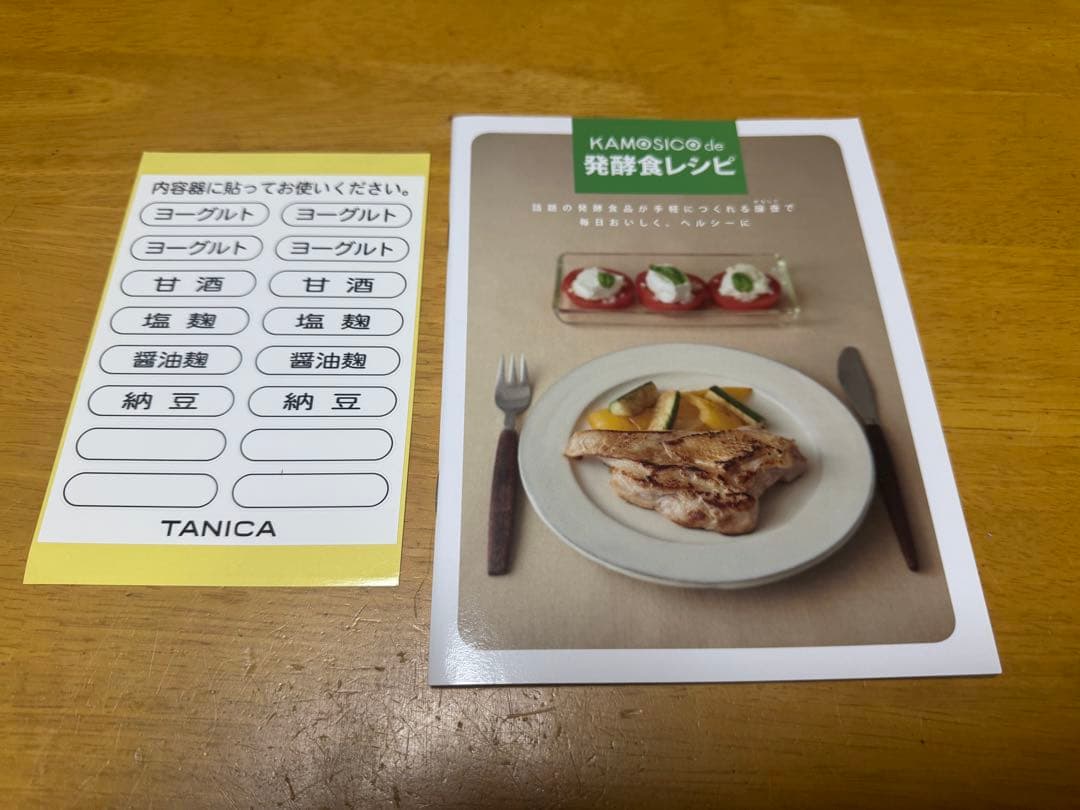 内容器に貼ってお使いください。
ヨーグルト ヨーグルト
ヨーグルト ヨーグルト
甘酒 甘酒
塩麹 塩麹
醤油麹 醤油麹
納豆 納豆
TANICA
KAMOSICO de
発酵食レシピ
話題の発酵食品が手軽につくれる醸壺で
毎日おいしく。ヘルシーに